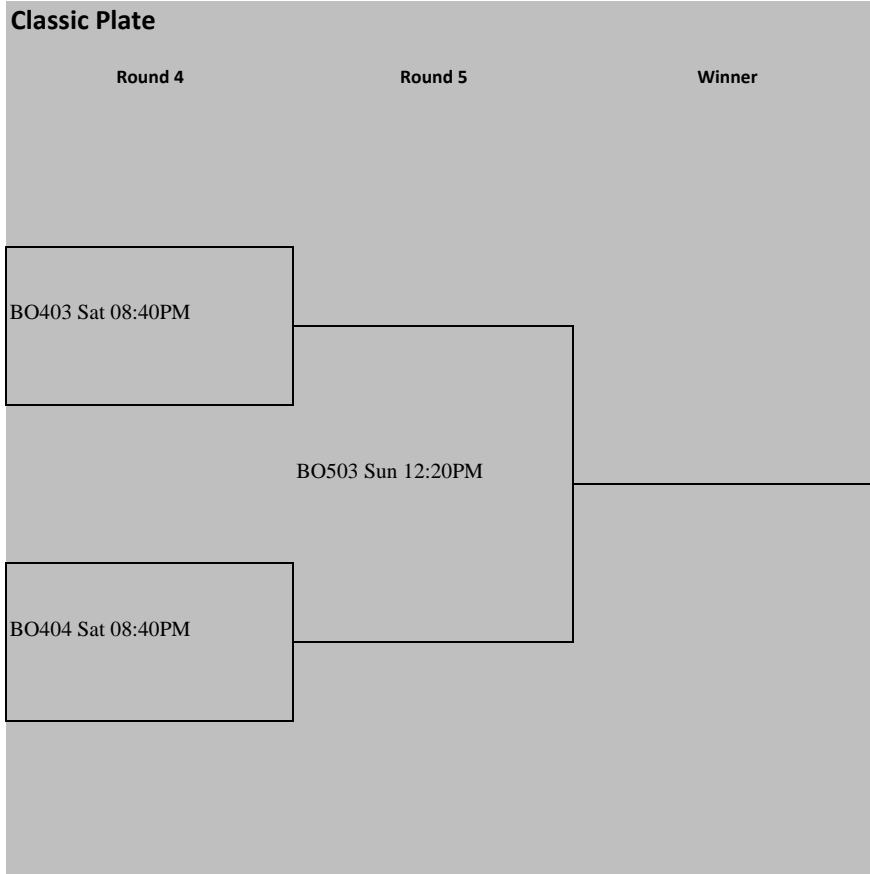 Classic Plate
Round 4 Round 5 Winner
BO403 Sat 08:40PM
BO503 Sun 12:20PM
BO404 Sat 08:40PM